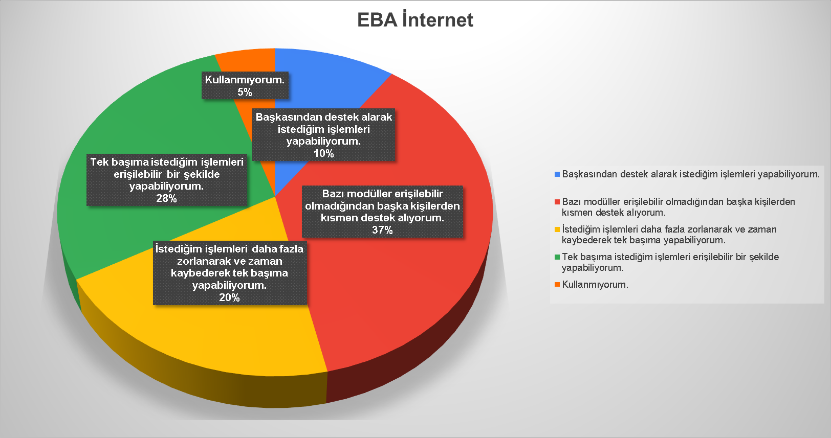 EBA İnternet
Kullanmıyorum.
5%
Başkasından destek alarak
istediğim işlemleri
yapabiliyorum.
10%
Tek başıma istediğim işlemleri
erişilebilir bir şekilde
yapabiliyorum.
28%
Bazı modüller erişilebilir
olmadığından başka kişilerden
kısmen destek alıyorum.
37%
İstediğim işlemleri daha fazla
zorlanarak ve zaman
kaybederek tek başıma
yapabiliyorum.
20%
Başkasından destek alarak istediğim işlemleri yapabiliyorum.
Bazı modüller erişilebilir olmadığından başka kişilerden
kısmen destek alıyorum.
İstediğim işlemleri daha fazla zorlanarak ve zaman
kaybederek tek başıma yapabiliyorum.
Tek başıma istediğim işlemleri erişilebilir bir şekilde
yapabiliyorum.
Kullanmıyorum.